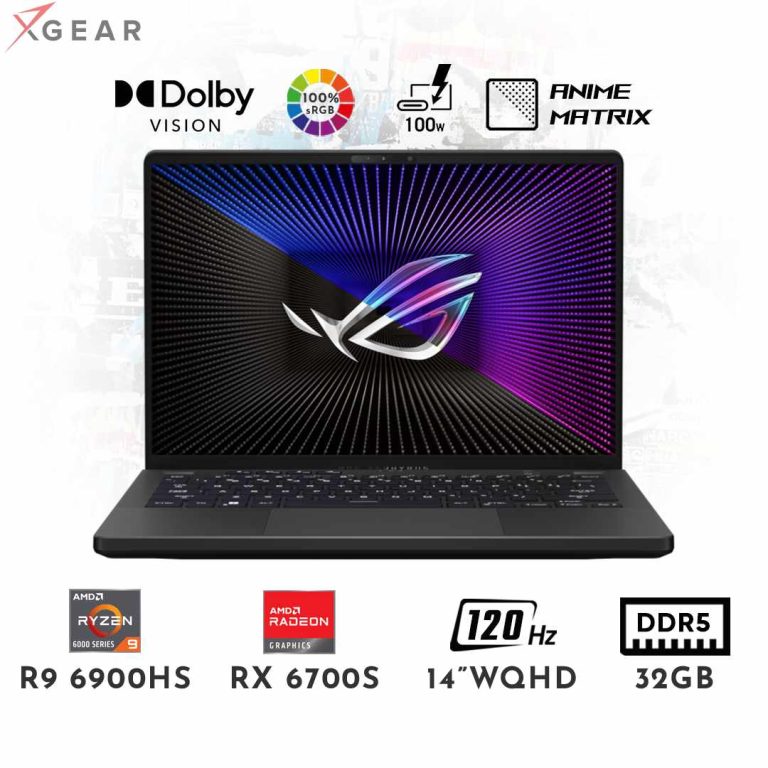 XGEAR
Dolby
VISION
100%
sRGB
100W
ANIME
MATRIX
AMD
RYZEN
6000 SERIES 9
AMD
RADEON
GRAPHICS
120Hz
DDR5
R9 6900HS
RX 6700S
14"WQHD
32GB